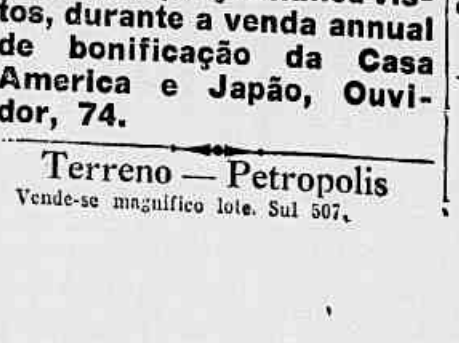 tos, durante a venda annual
de bonificação da Casa
America e Japão, Ouvi-
dor, 74.
Terreno — Petropolis
Vende-se magnifico lote. Sul 507.